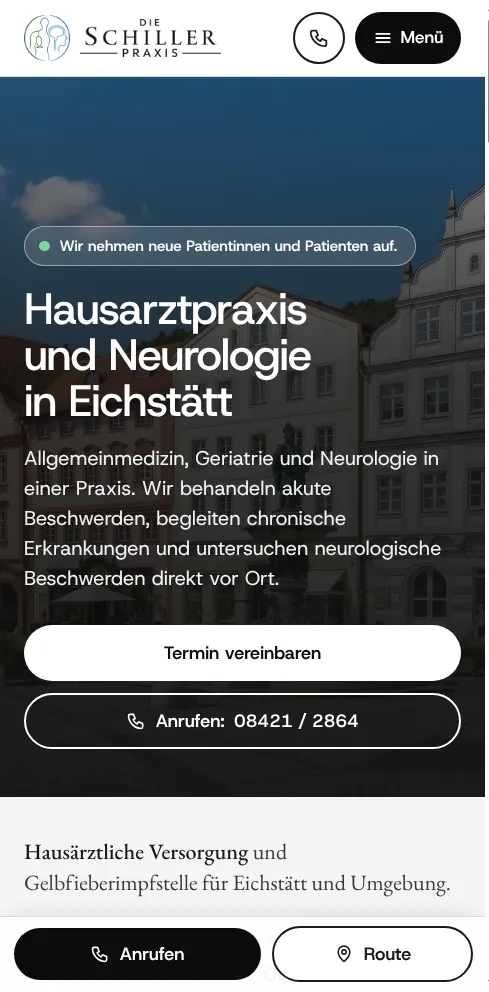 DIE
SCHILLER
PRAXIS
Menü
Wir nehmen neue Patientinnen und Patienten auf.
Hausarztpraxis
und Neurologie
in Eichstätt
Allgemeinmedizin, Geriatrie und Neurologie in
einer Praxis. Wir behandeln akute
Beschwerden, begleiten chronische
Erkrankungen und untersuchen neurologische
Beschwerden direkt vor Ort.
Termin vereinbaren
Anrufen: 08421 / 2864
Hausärztliche Versorgung und
Gelbfieberimpfstelle für Eichstätt und Umgebung.
Anrufen
Route